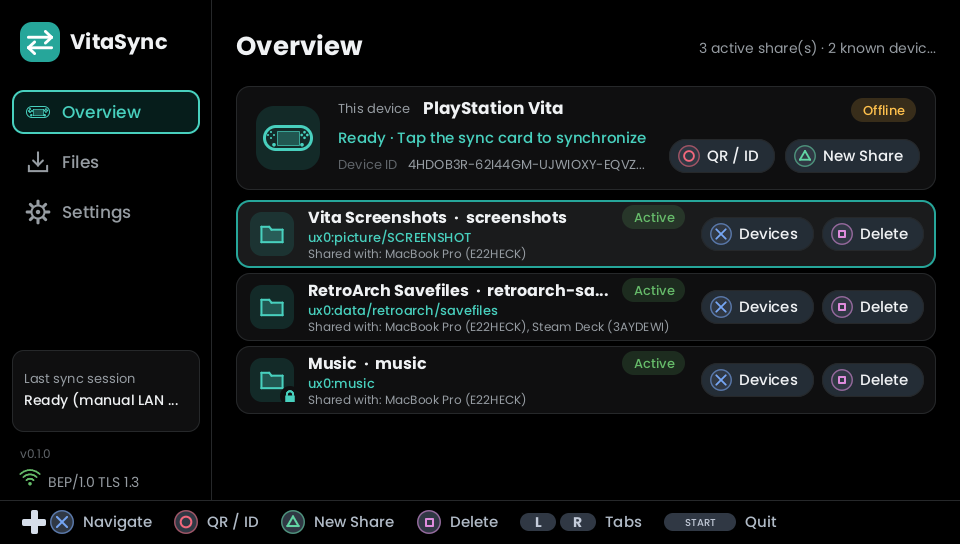 VitaSync
Overview
Files
Settings
Last sync session
Ready (manual LAN ...
v0.1.0
BEP/1.0 TLS 1.3
Overview
3 active share(s) · 2 known devic...
This device PlayStation Vita
Offline
Ready · Tap the sync card to synchronize
Device ID 4HDOB3R-62I44GM-UJWIOXY-EQVZ...
QR / ID
New Share
Vita Screenshots · screenshots
Active
ux0:picture/SCREENSHOT
Shared with: MacBook Pro (E22HECK)
Devices
Delete
RetroArch Savefiles · retroarch-sa...
Active
ux0:data/retroarch/savefiles
Shared with: MacBook Pro (E22HECK), Steam Deck (3AYDEWI)
Devices
Delete
Music · music
Active
ux0:music
Shared with: MacBook Pro (E22HECK)
Devices
Delete
Navigate
QR / ID
New Share
Delete
L R Tabs
START Quit